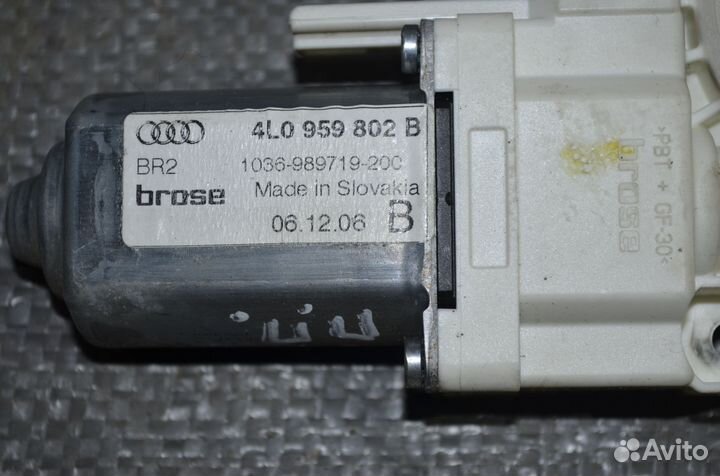 4L0 959 802 B
BR2 1036-989719-200
brose Made in Slovakia
06.12.06 B
brose
>PBT + GF-30<
Avito